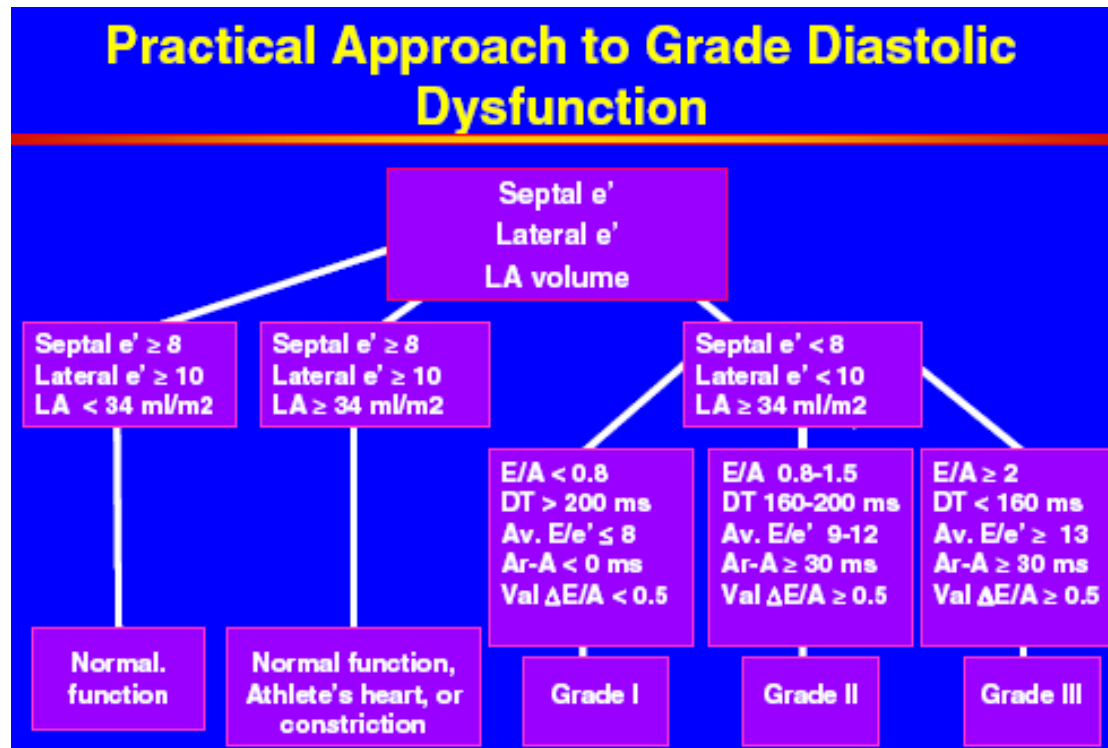 Practical Approach to Grade Diastolic
Dysfunction
Septal e’
Lateral e’
LA volume
Septal e’ ≥ 8
Lateral e’ ≥ 10
LA < 34 ml/m2
Septal e’ ≥ 8
Lateral e’ ≥ 10
LA ≥ 34 ml/m2
Septal e’ < 8
Lateral e’ < 10
LA ≥ 34 ml/m2
E/A < 0.8
DT > 200 ms
Av. E/e’ ≤ 8
Ar-A < 0 ms
Val ΔE/A < 0.5
E/A 0.8-1.5
DT 160-200 ms
Av. E/e’ 9-12
Ar-A ≥ 30 ms
Val ΔE/A ≥ 0.5
E/A ≥ 2
DT < 160 ms
Av. E/e’ ≥ 13
Ar-A ≥ 30 ms
Val ΔE/A ≥ 0.5
Normal.
function
Normal function,
Athlete’s heart, or
constriction
Grade I
Grade II
Grade III